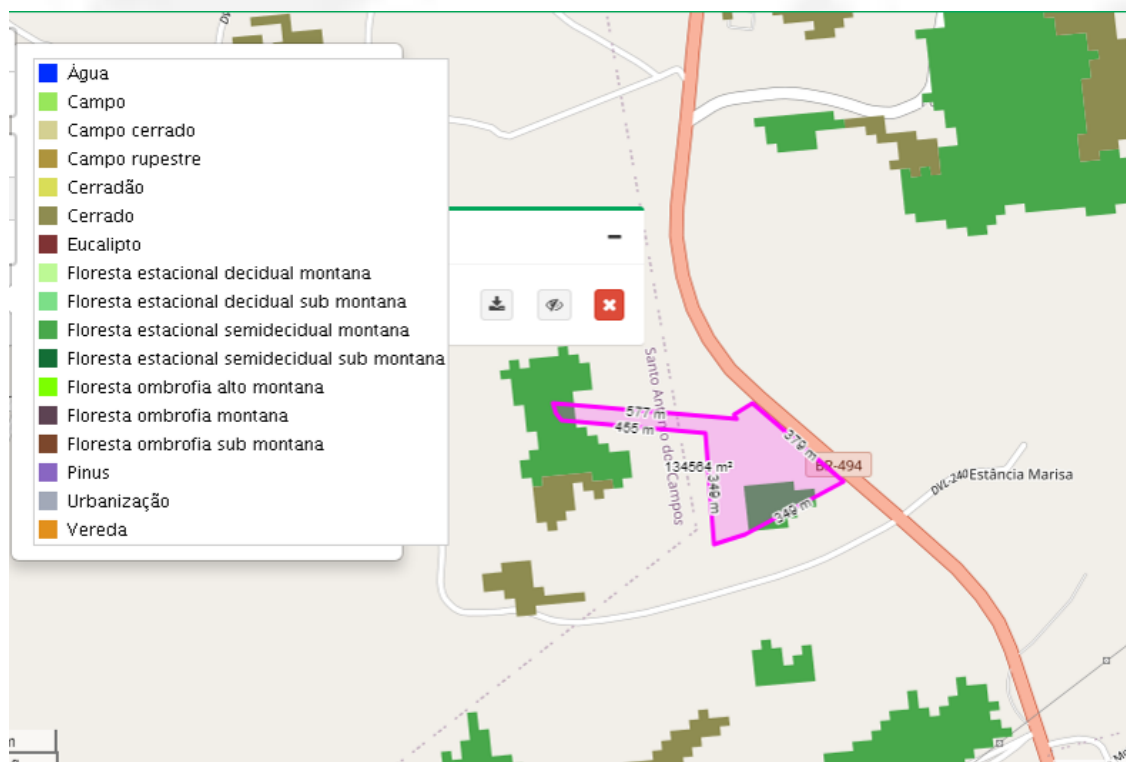 Água
Campo
Campo cerrado
Campo rupestre
Cerradão
Cerrado
Eucalipto
Floresta estacional decidual montana
Floresta estacional decidual sub montana
Floresta estacional semidecidual montana
Floresta estacional semidecidual sub montana
Floresta ombrofia alto montana
Floresta ombrofia montana
Floresta ombrofia sub montana
Pinus
Urbanização
Vereda
Santo Antônio dos Campos
577 m
455 m
134564 m²
349 m
379 m
349 m
BR-494
DVL-240
Estância Marisa